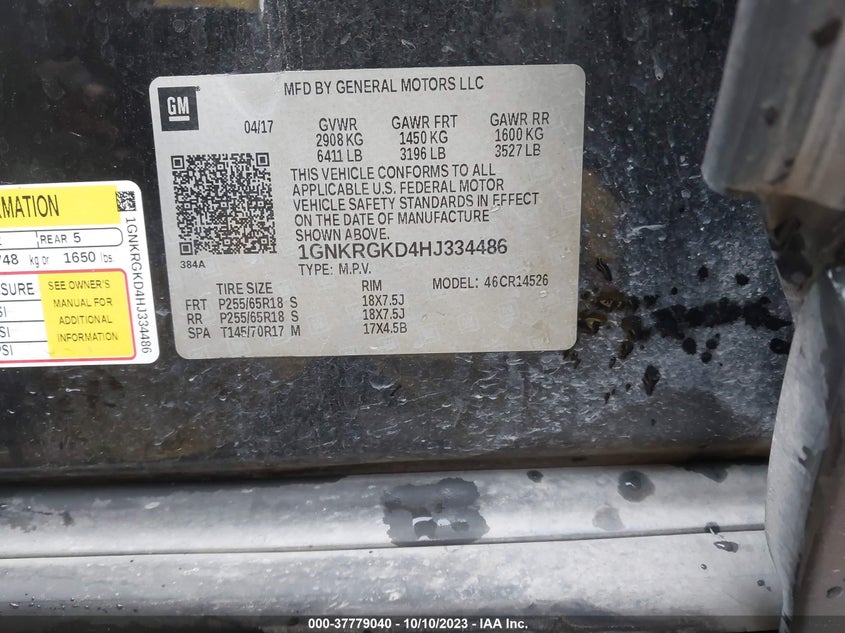 GM
MFD BY GENERAL MOTORS LLC
04/17 GVWR GAWR FRT GAWR RR
2908 KG 1450 KG 1600 KG
6411 LB 3196 LB 3527 LB
THIS VEHICLE CONFORMS TO ALL
APPLICABLE U.S. FEDERAL MOTOR
VEHICLE SAFETY STANDARDS IN EFFECT
ON THE DATE OF MANUFACTURE
SHOWN ABOVE.
384A 1GNKRGKD4HJ334486
TYPE: M.P.V. MODEL: 46CR14526
TIRE SIZE RIM
FRT P255/65R18 S 18X7.5J
RR P255/65R18 S 18X7.5J
SPA T145/70R17 M 17X4.5B
RMATION
REAR 5
748 kg or 1650 lbs.
SSURE SEE OWNER'S
MANUAL FOR
ADDITIONAL
INFORMATION
PSI
1GNKRGKD4HJ334486
000-37779040 / 10/10/2023 - IAA Inc.